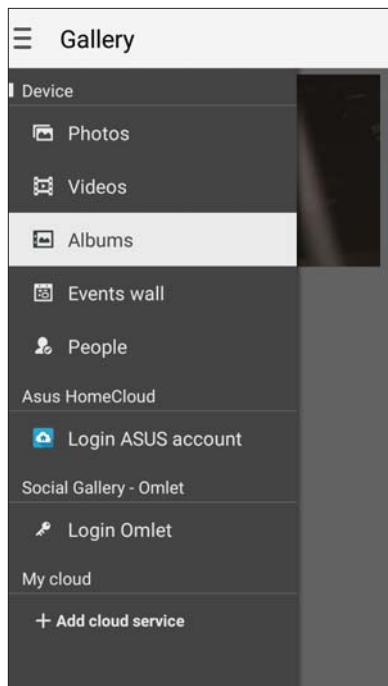 Gallery
Device
Photos
Videos
Albums
Events wall
People
Asus HomeCloud
Login ASUS account
Social Gallery - Omlet
Login Omlet
My cloud
+ Add cloud service